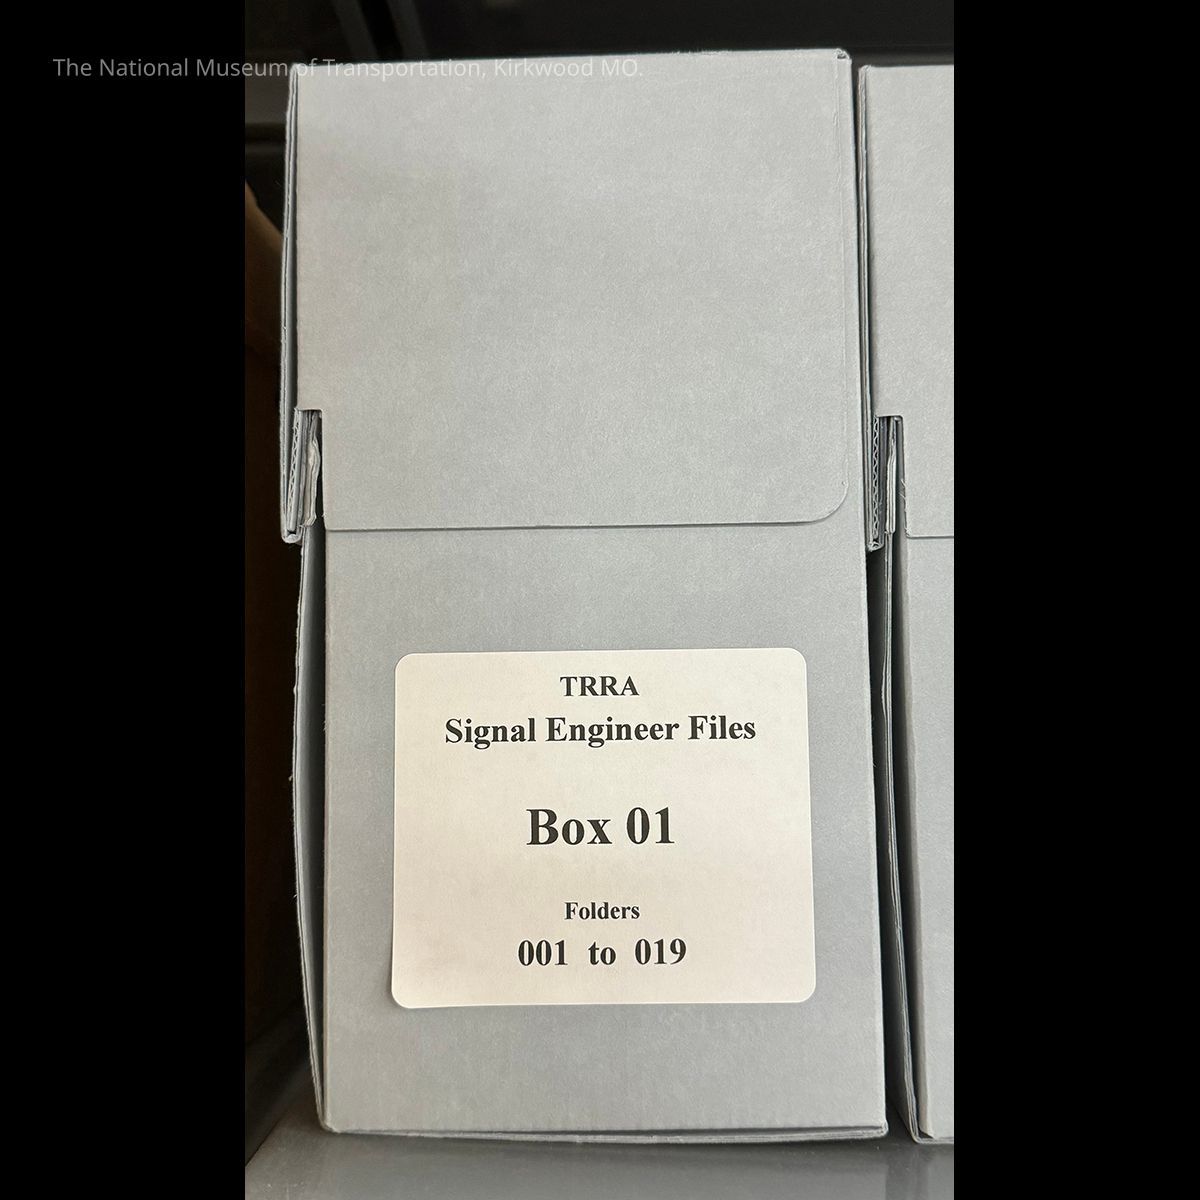 The National Museum of Transportation, Kirkwood MO.
TRRA
Signal Engineer Files
Box 01
Folders
001 to 019